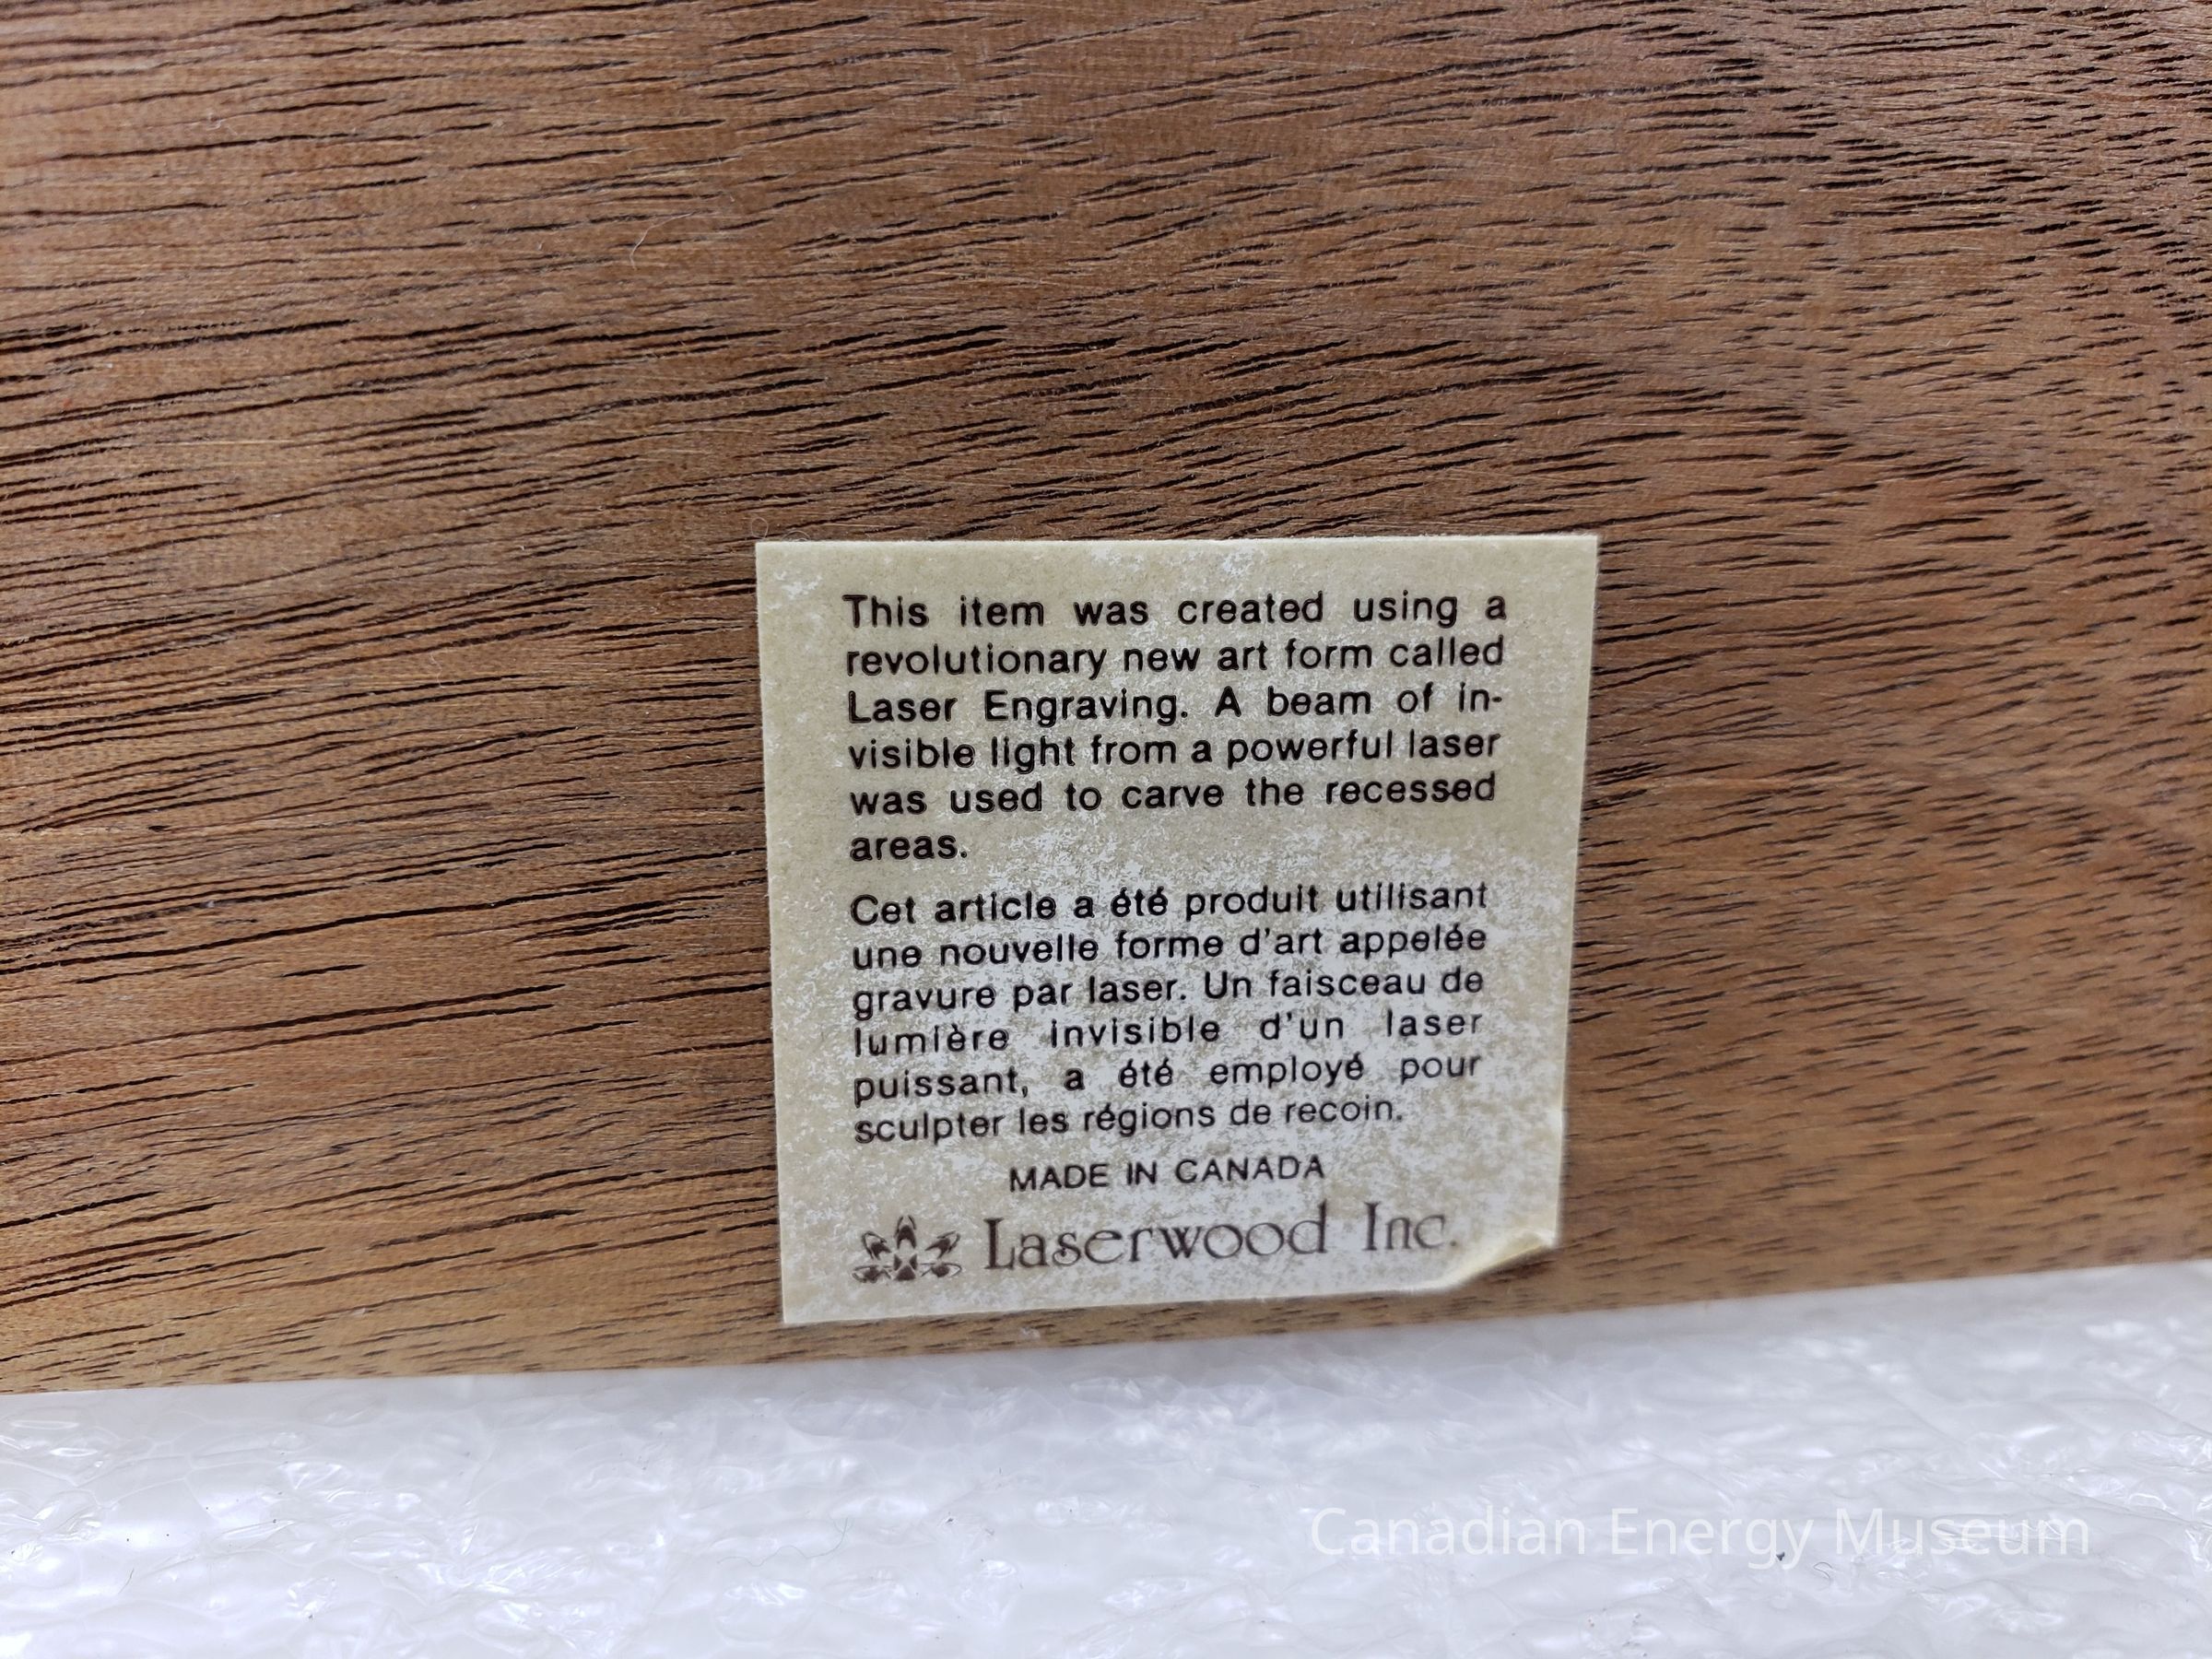 This item was created using a
revolutionary new art form called
Laser Engraving. A beam of in-
visible light from a powerful laser
was used to carve the recessed
areas.
Cet article a été produit utilisant
une nouvelle forme d'art appelée
gravure par laser. Un faisceau de
lumière invisible d'un laser
puissant, a été employé pour
sculpter les régions de recoin.
MADE IN CANADA
Laserwood Inc.
Canadian Energy Museum